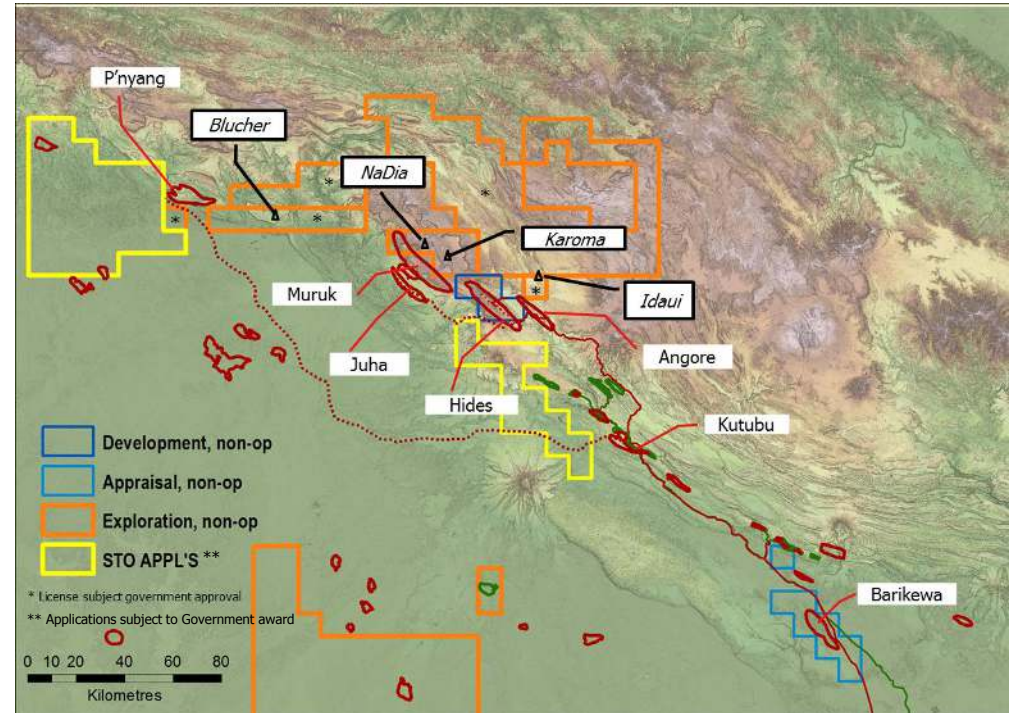 P'nyang
Blucher
*
NaDia
*
*
*
Karoma
Muruk
*
Idaui
Juha
Angore
Hides
Kutubu
Development, non-op
Appraisal, non-op
Exploration, non-op
STO APPL'S **
* License subject government approval
** Applications subject to Government award
Barikewa
0 10 20 40 60 80
Kilometres